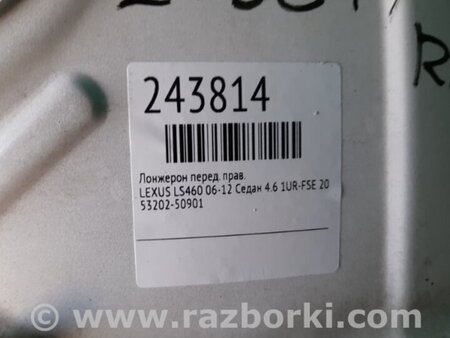 243814
Лонжерон перед. прав.
LEXUS LS460 06-12 Седан 4.6 1UR-FSE 20
53202-50901
www.razborki.com